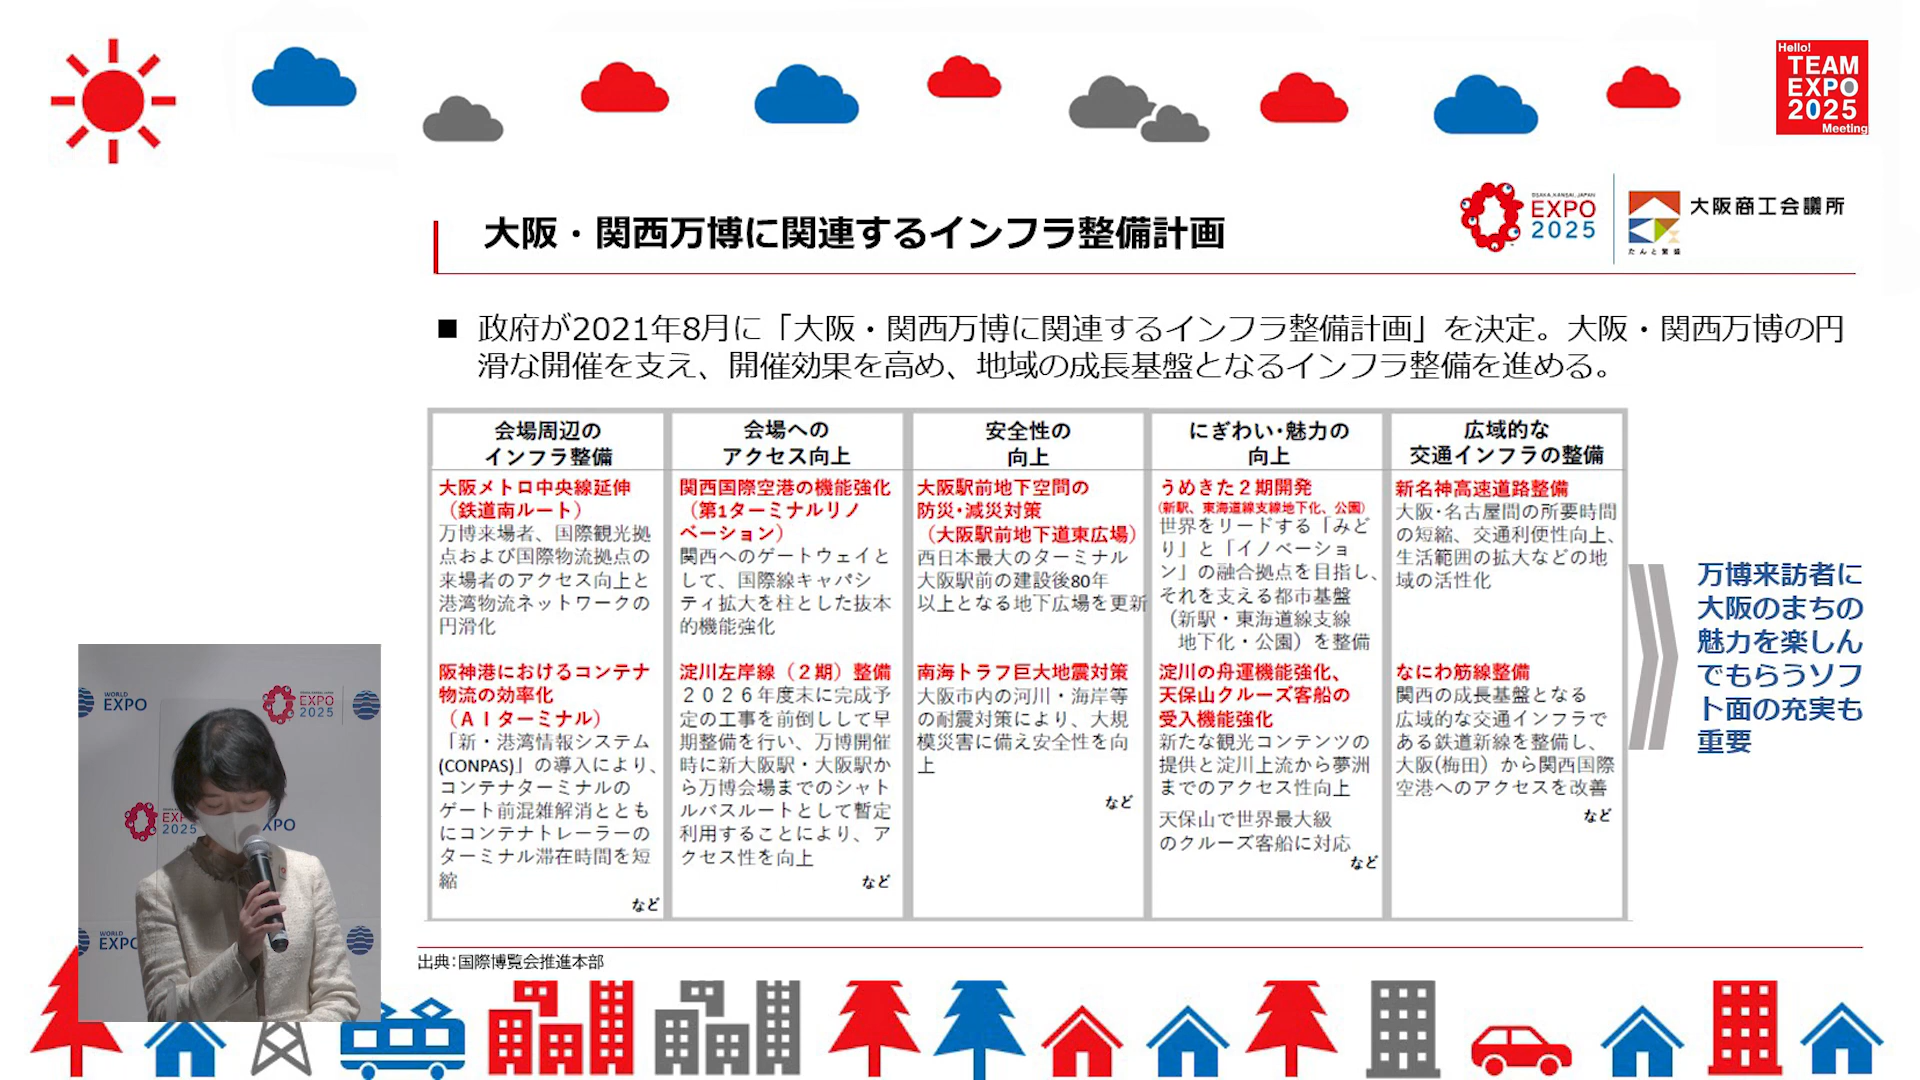 Hello!
TEAM
EXPO
2025
Meeting
大阪・関西万博に関連するインフラ整備計画
OSAKA, KANSAI, JAPAN
EXPO
2025
大阪商工会議所
たんと繁盛
■ 政府が2021年8月に「大阪・関西万博に関連するインフラ整備計画」を決定。大阪・関西万博の円
滑な開催を支え、開催効果を高め、地域の成長基盤となるインフラ整備を進める。
会場周辺の
インフラ整備
大阪メトロ中央線延伸
（鉄道南ルート）
万博来場者、国際観光拠
点および国際物流拠点の
来場者のアクセス向上と
港湾物流ネットワークの
円滑化
阪神港におけるコンテナ
物流の効率化
（AIターミナル）
「新・港湾情報システム
(CONPAS)」の導入により、
コンテナターミナルの
ゲート前混雑解消ととも
にコンテナトレーラーの
ターミナル滞在時間を短
縮
など
会場への
アクセス向上
関西国際空港の機能強化
（第1ターミナルリノ
ベーション）
関西へのゲートウェイと
して、国際線キャパシ
ティ拡大を柱とした抜本
的機能強化
淀川左岸線（２期）整備
２０２６年度末に完成予
定の工事を前倒しして早
期整備を行い、万博開催
時に新大阪駅・大阪駅か
ら万博会場までのシャト
ルバスルートとして暫定
利用することにより、ア
クセス性を向上
など
安全性の
向上
大阪駅前地下空間の
防災・減災対策
（大阪駅前地下道東広場）
西日本最大のターミナル
大阪駅前の建設後80年
以上となる地下広場を更新
南海トラフ巨大地震対策
大阪市内の河川・海岸等
の耐震対策により、大規
模災害に備え安全性を向
上
など
にぎわい・魅力の
向上
うめきた２期開発
（新駅、東海道線支線地下化、公園）
世界をリードする「みど
り」と「イノベーショ
ン」の融合拠点を目指し、
それを支える都市基盤
（新駅・東海道線支線
地下化・公園）を整備
淀川の舟運機能強化、
天保山クルーズ客船の
受入機能強化
新たな観光コンテンツの
提供と淀川上流から夢洲
までのアクセス性向上
天保山で世界最大級
のクルーズ客船に対応
など
広域的な
交通インフラの整備
新名神高速道路整備
大阪・名古屋間の所要時間
の短縮、交通利便性向上、
生活範囲の拡大などの地
域の活性化
なにわ筋線整備
関西の成長基盤となる
広域的な交通インフラで
ある鉄道新線を整備し、
大阪(梅田）から関西国際
空港へのアクセスを改善
など
万博来訪者に
大阪のまちの
魅力を楽しん
でもらうソフ
ト面の充実も
重要
WORLD
EXPO
EXPO
2025
2025
XPO
WORLD
EXPO
出典：国際博覧会推進本部